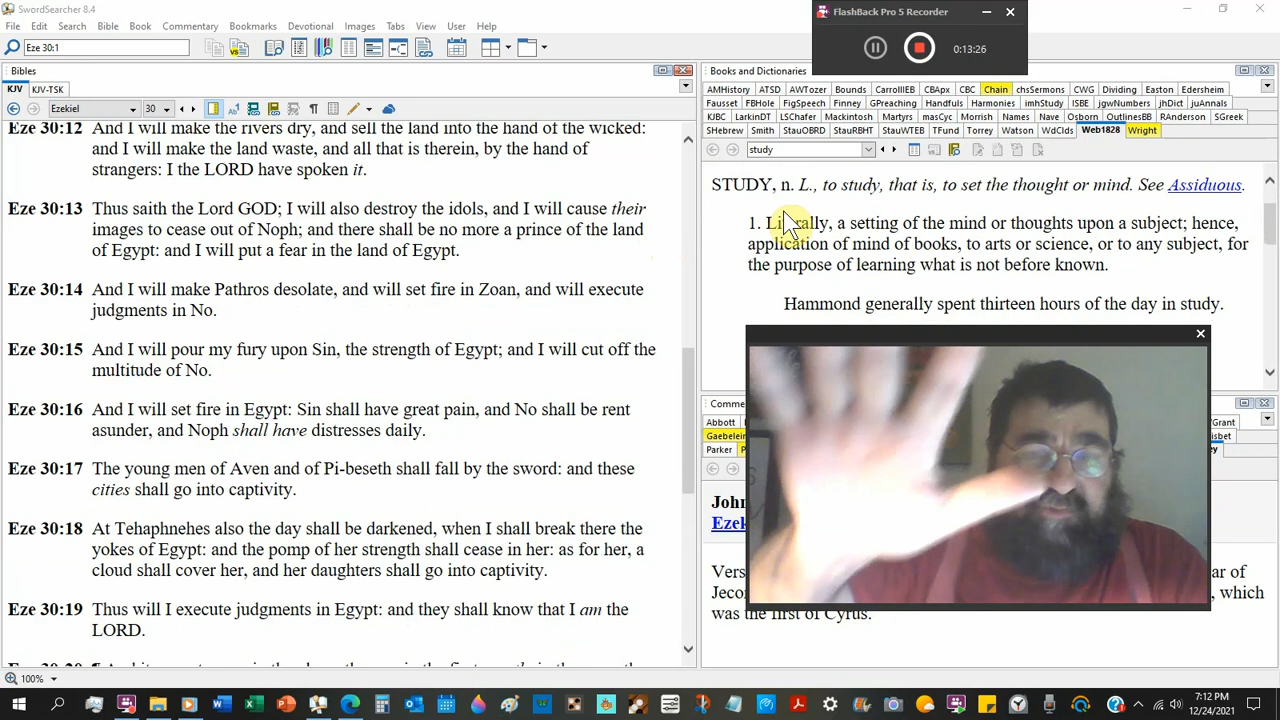 SwordSearcher 8.4
File Edit Search Bible Commentary Bookmarks Devotional Images Tabs View User Help
Eze 30:1
FlashBack Pro 5 Recorder
0:13:26
Bibles
KJV KJV-TSK
Ezekiel 30
Eze 30:12 And I will make the rivers dry, and sell the land into the hand of the wicked:
and I will make the land waste, and all that is therein, by the hand of
strangers: I the LORD have spoken it.
Eze 30:13 Thus saith the Lord GOD; I will also destroy the idols, and I will cause their
images to cease out of Noph; and there shall be no more a prince of the land
of Egypt: and I will put a fear in the land of Egypt.
Eze 30:14 And I will make Pathros desolate, and will set fire in Zoan, and will execute
judgments in No.
Eze 30:15 And I will pour my fury upon Sin, the strength of Egypt; and I will cut off the
multitude of No.
Eze 30:16 And I will set fire in Egypt: Sin shall have great pain, and No shall be rent
asunder, and Noph shall have distresses daily.
Eze 30:17 The young men of Aven and of Pi-beseth shall fall by the sword: and these
cities shall go into captivity.
Eze 30:18 At Tehaphnehes also the day shall be darkened, when I shall break there the
yokes of Egypt: and the pomp of her strength shall cease in her: as for her, a
cloud shall cover her, and her daughters shall go into captivity.
Eze 30:19 Thus will I execute judgments in Egypt: and they shall know that I am the
LORD.
100%
Books and Dictionaries
AMHistory ATSD AWTozer Bounds CarrollIEB CBApx CBC Chain chsSermons CWG Dividing Easton Edersheim
Fausset FBHole FigSpeech Finney GPreaching Handfuls Harmonies imhStudy ISBE jgwNumbers jhDict juAnnals
KJBC LarkinDT LSChafer Mackintosh Martyrs masCyc Morrish Names Nave Osborn OutlinesBB RAnderson SGreek
SHebrew Smith StauOBRD StauRBHT StauWTEB TFund Torrey Watson WdClds Web1828 Wright
study
STUDY, n. L., to study, that is, to set the thought or mind. See Assiduous.
1. Literally, a setting of the mind or thoughts upon a subject; hence,
application of mind of books, to arts or science, or to any subject, for
the purpose of learning what is not before known.
Hammond generally spent thirteen hours of the day in study.
Comme
Abbott
Gaebelein
Parker
John
Ezek
Vers
Jecor
was the first of Cyrus.
ar of
which
7:12 PM
12/24/2021